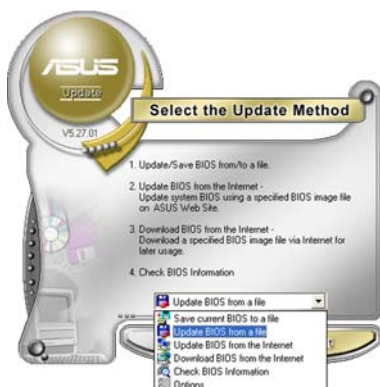 ASUS
Update
V5.27.01
Select the Update Method
1. Update/Save BIOS from/to a file.
2. Update BIOS from the Internet -
Update system BIOS using a specified BIOS image file
on ASUS Web Site.
3. Download BIOS from the Internet -
Download a specified BIOS image file via Internet for
later usage.
4. Check BIOS Information
Update BIOS from a file
Save current BIOS to a file
Update BIOS from a file
Update BIOS from the Internet
Download BIOS from the Internet
Check BIOS Information
Options